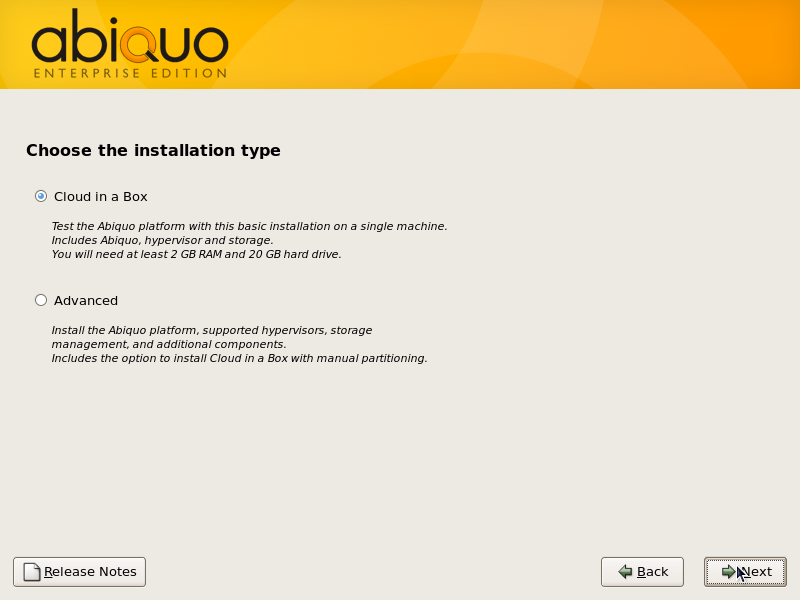 abiquo
ENTERPRISE EDITION
Choose the installation type
Cloud in a Box
Test the Abiquo platform with this basic installation on a single machine.
Includes Abiquo, hypervisor and storage.
You will need at least 2 GB RAM and 20 GB hard drive.
Advanced
Install the Abiquo platform, supported hypervisors, storage
management, and additional components.
Includes the option to install Cloud in a Box with manual partitioning.
Release Notes
Back
Next